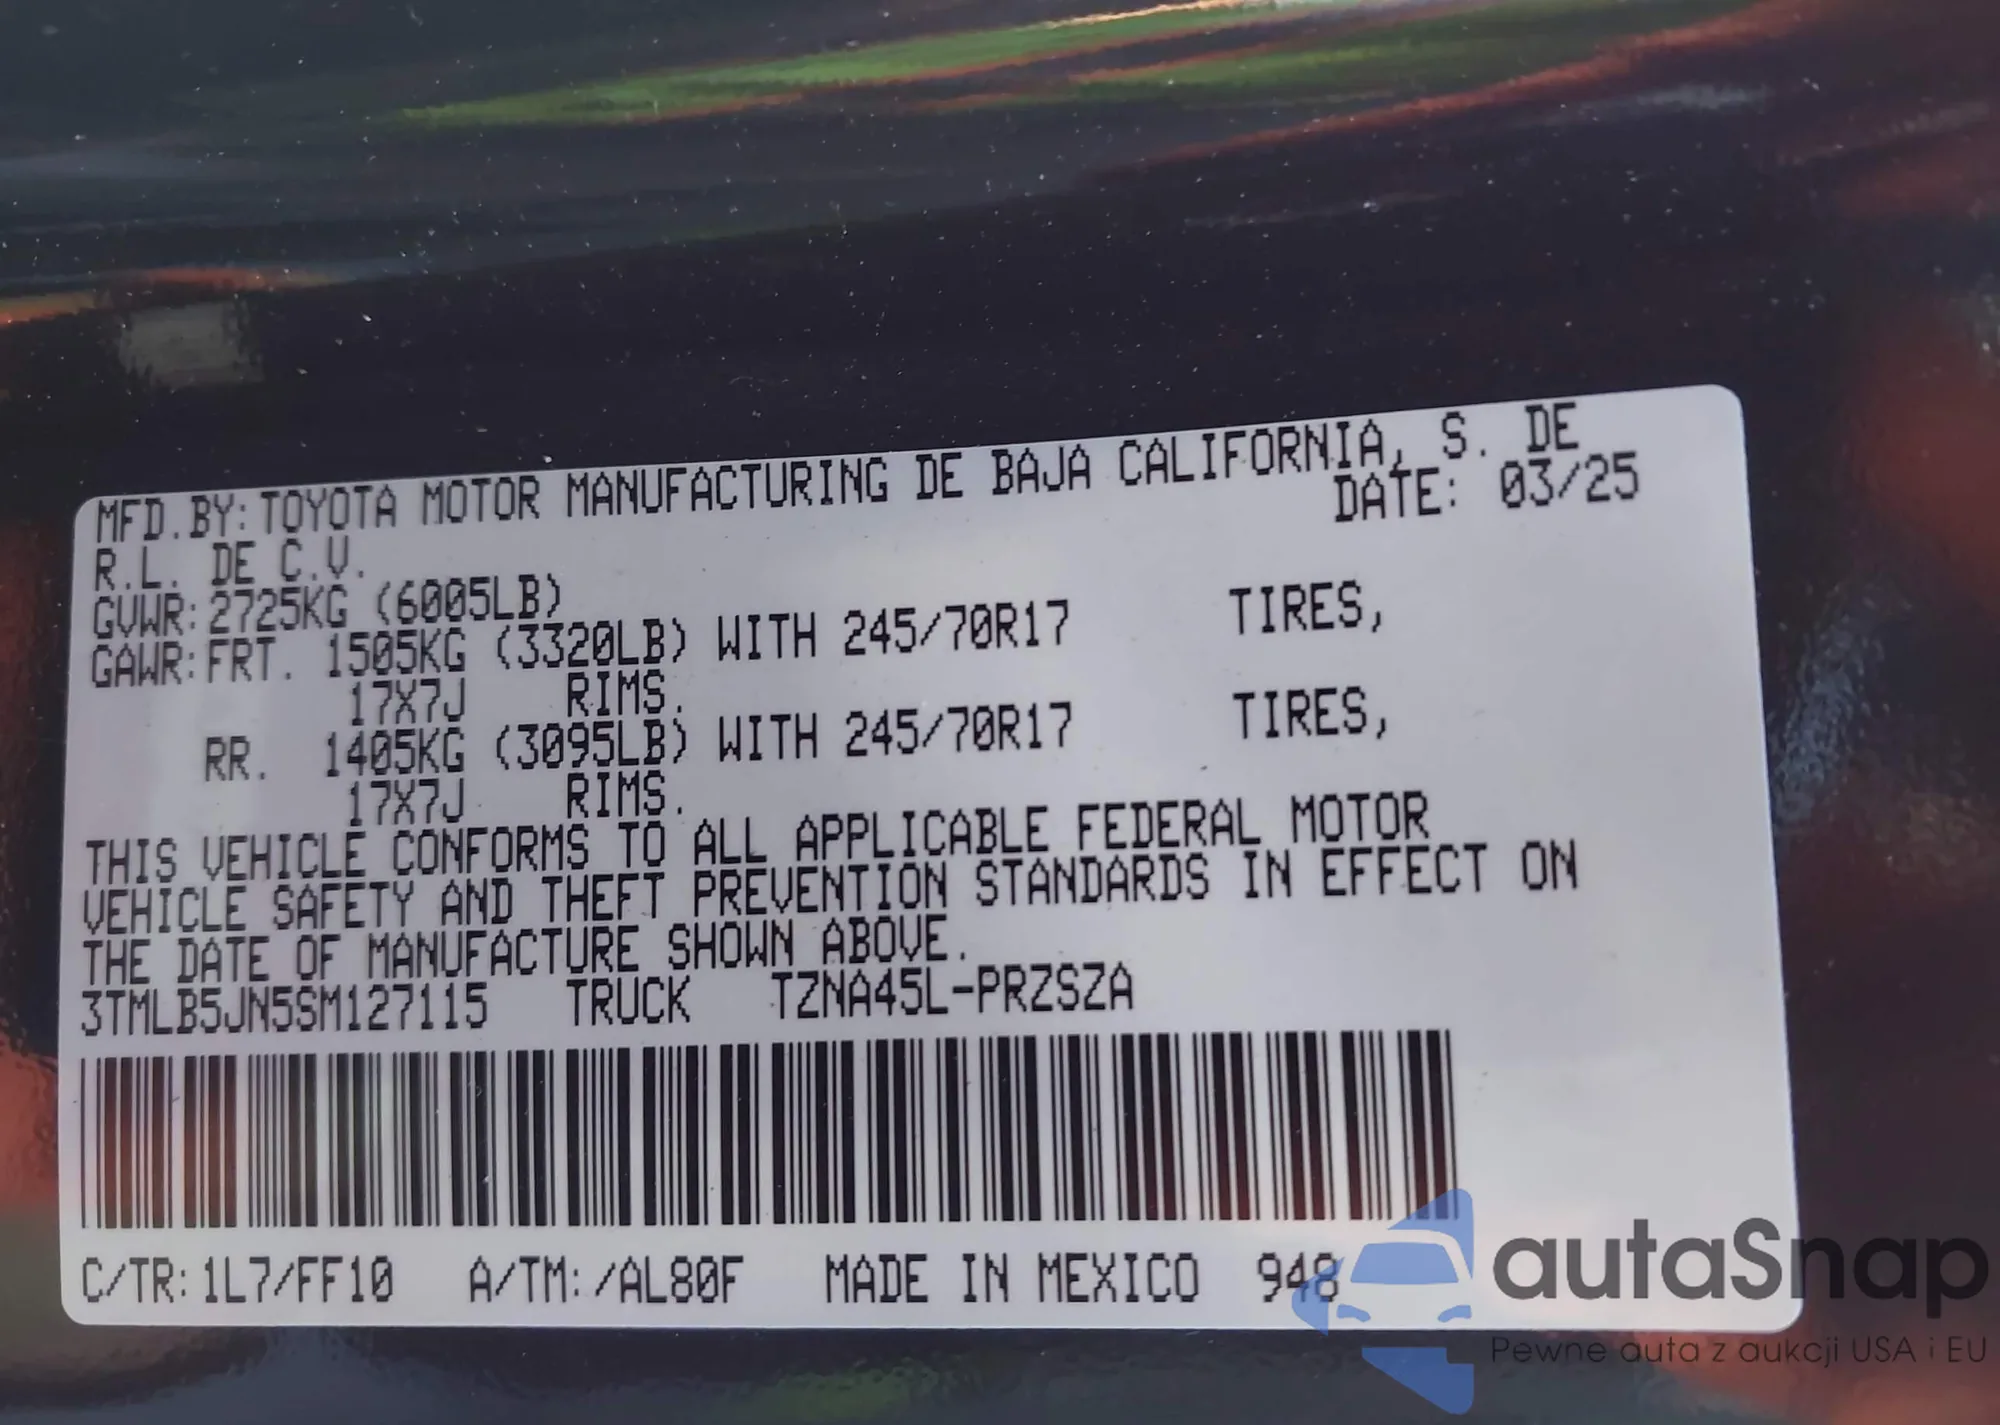 MFD.BY:TOYOTA MOTOR MANUFACTURING DE BAJA CALIFORNIA, S. DE
R.L. DE C.V. DATE: 03/25
GVWR:2725KG (6005LB)
GAWR:FRT. 1505KG (3320LB) WITH 245/70R17 TIRES,
17X7J RIMS.
RR. 1405KG (3095LB) WITH 245/70R17 TIRES,
17X7J RIMS.
THIS VEHICLE CONFORMS TO ALL APPLICABLE FEDERAL MOTOR
VEHICLE SAFETY AND THEFT PREVENTION STANDARDS IN EFFECT ON
THE DATE OF MANUFACTURE SHOWN ABOVE.
3TMLB5JN5SM127115 TRUCK TZNA45L-PRZSZA
C/TR:1L7/FF10 A/TM:/AL80F MADE IN MEXICO 948
autaSnap
Pewne auta z aukcji USA i EU